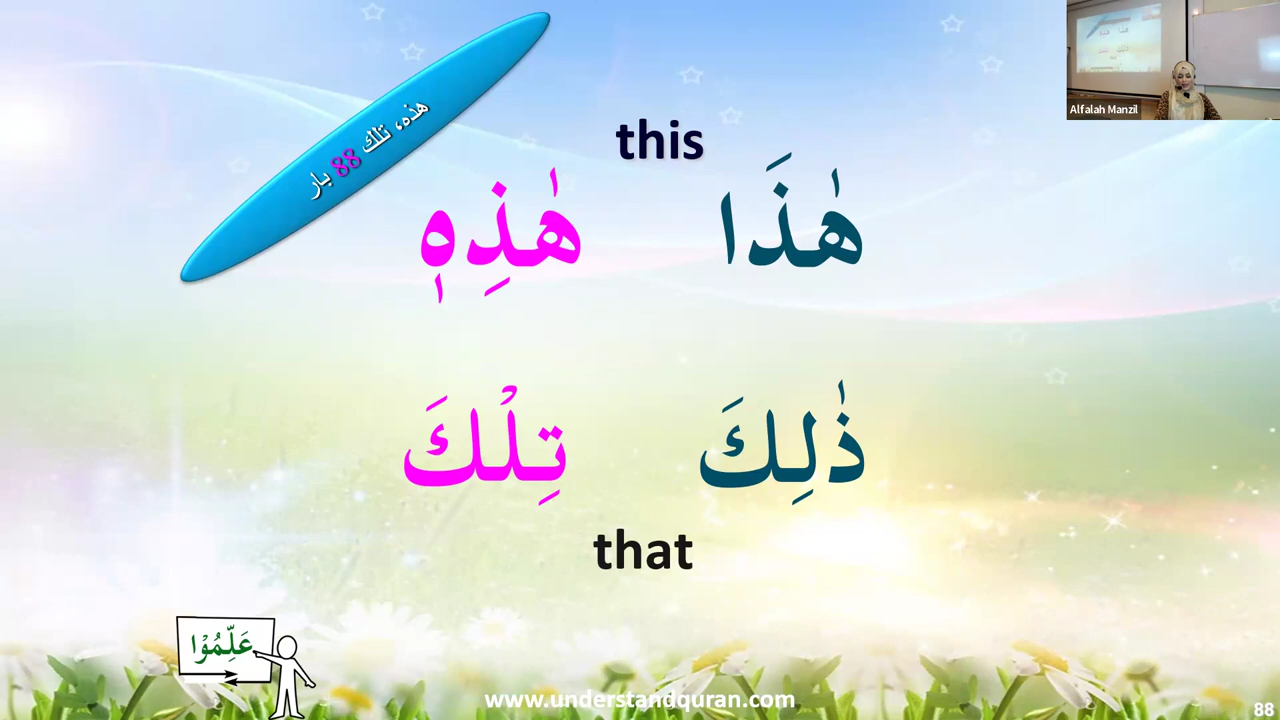 Alfalah Manzil
هذه، تلك 88 بار
this
هٰذَا هٰذِهٖ
ذٰلِكَ تِلْكَ
that
عَلِّمُوْا
www.understandquran.com
88